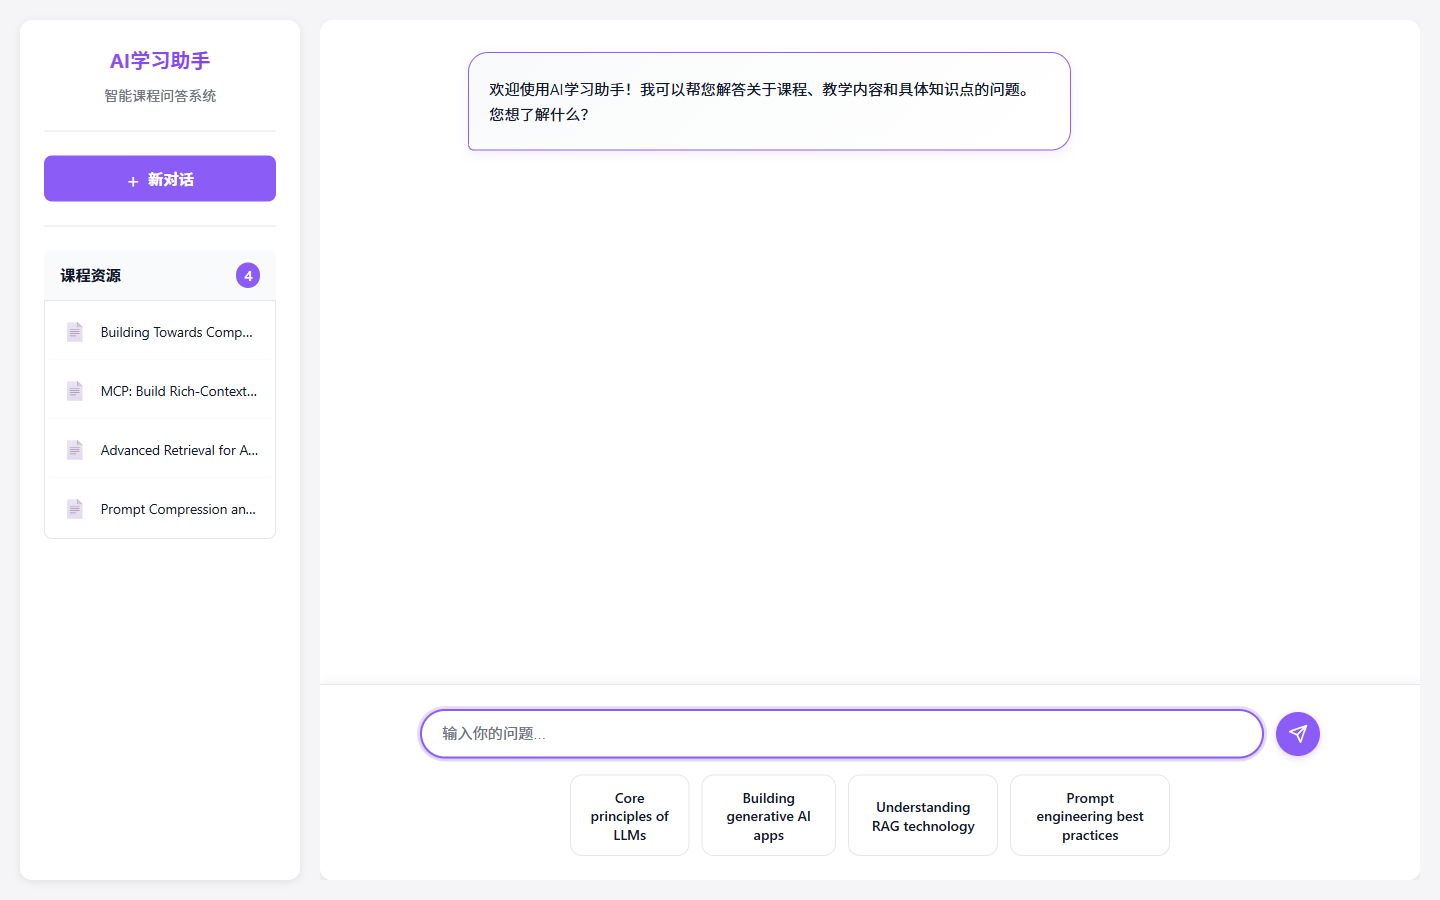 AI学习助手
智能课程问答系统
+ 新对话
课程资源 4
Building Towards Comp...
MCP: Build Rich-Context...
Advanced Retrieval for A...
Prompt Compression an...
欢迎使用AI学习助手！我可以帮您解答关于课程、教学内容和具体知识点的问题。
您想了解什么？
输入你的问题...
Core
principles of
LLMs
Building
generative AI
apps
Understanding
RAG technology
Prompt
engineering best
practices